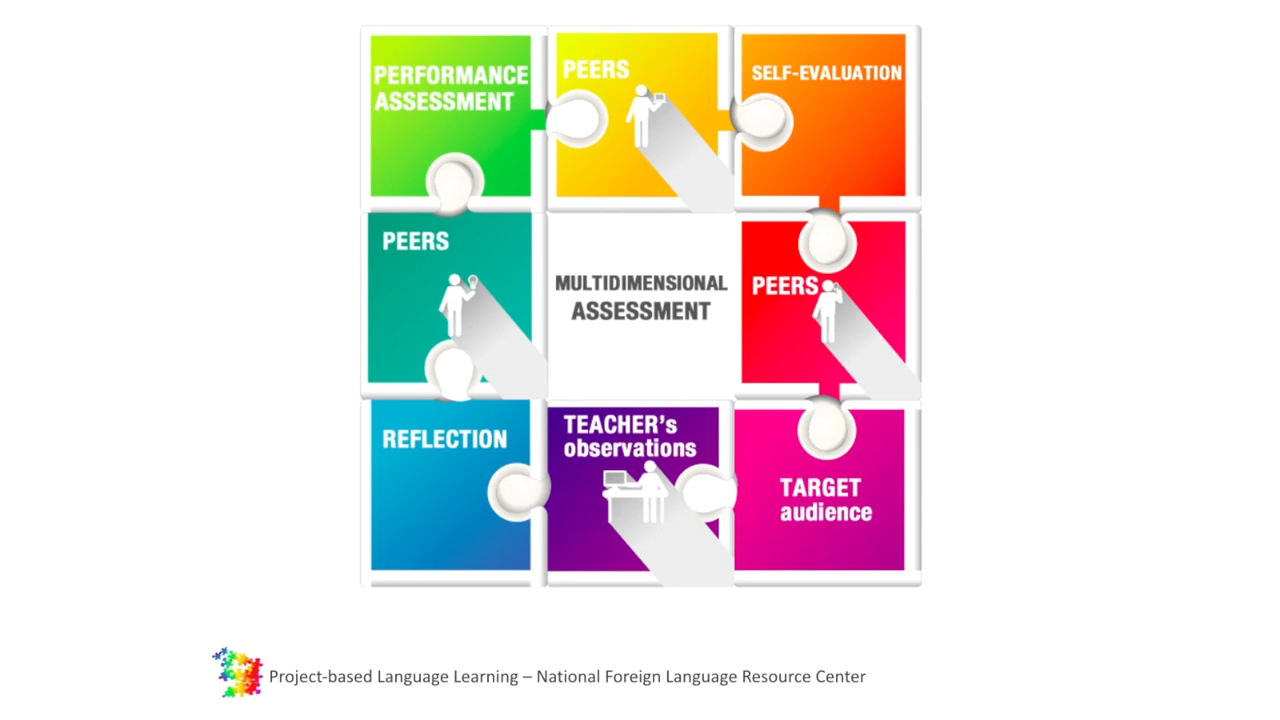 PERFORMANCE
ASSESSMENT
PEERS
SELF-EVALUATION
PEERS
MULTIDIMENSIONAL
ASSESSMENT
PEERS
REFLECTION
TEACHER's
observations
TARGET
audience
Project-based Language Learning – National Foreign Language Resource Center